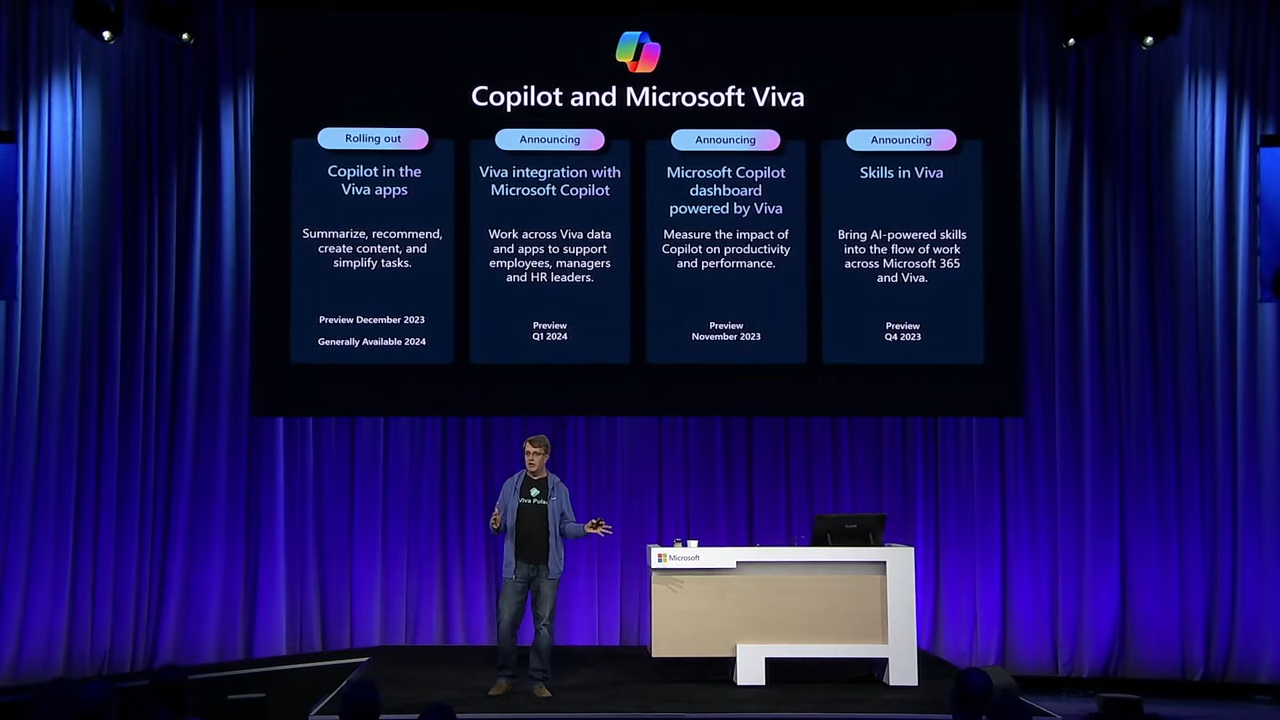 Copilot and Microsoft Viva
Rolling out
Copilot in the
Viva apps
Summarize, recommend,
create content, and
simplify tasks.
Preview December 2023
Generally Available 2024
Announcing
Viva integration with
Microsoft Copilot
Work across Viva data
and apps to support
employees, managers
and HR leaders.
Preview
Q1 2024
Announcing
Microsoft Copilot
dashboard
powered by Viva
Measure the impact of
Copilot on productivity
and performance.
Preview
November 2023
Announcing
Skills in Viva
Bring AI-powered skills
into the flow of work
across Microsoft 365
and Viva.
Preview
Q4 2023
Viva Puls
Microsoft